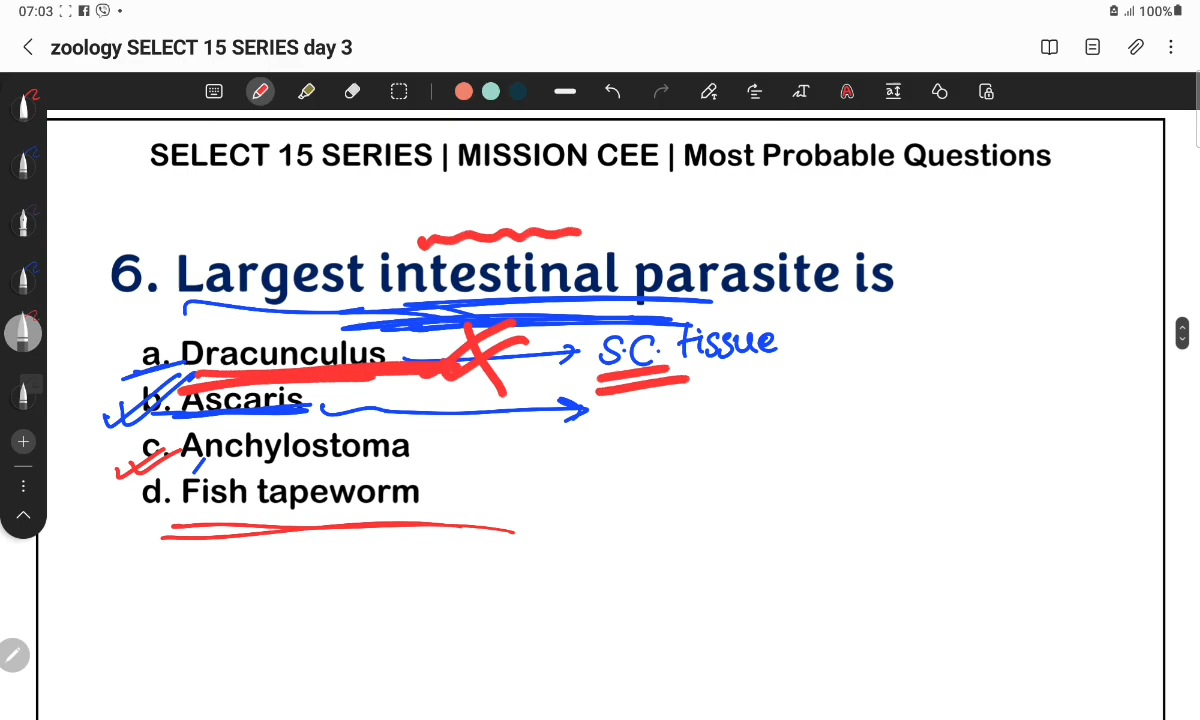 07:03
100%
zoology SELECT 15 SERIES day 3
SELECT 15 SERIES | MISSION CEE | Most Probable Questions
6. Largest intestinal parasite is
a. Dracunculus
S.C. tissue
b. Ascaris
c. Anchylostoma
d. Fish tapeworm